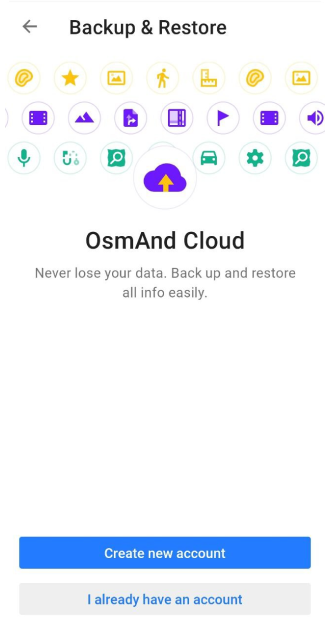 Backup & Restore
OsmAnd Cloud
Never lose your data. Back up and restore
all info easily.
Create new account
I already have an account